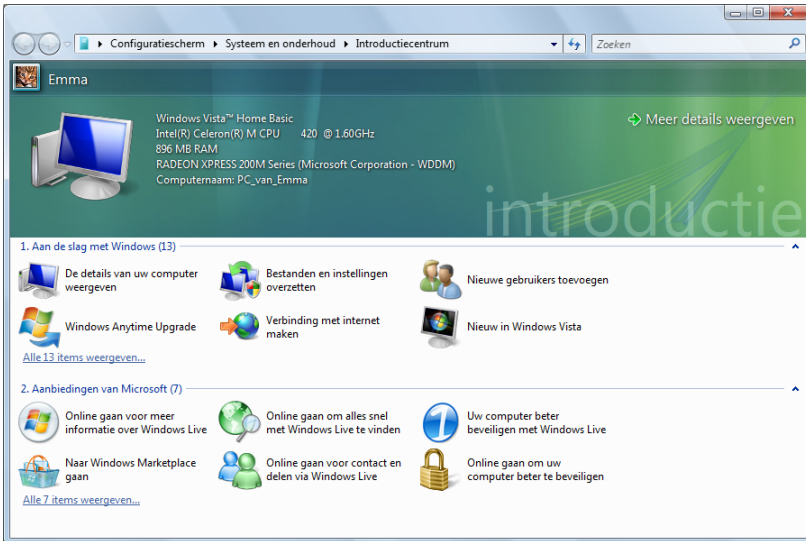 Configuratiescherm ▸ Systeem en onderhoud ▸ Introductiecentrum
Zoeken
Emma
Windows Vista™ Home Basic
Intel(R) Celeron(R) M CPU 420 @ 1.60GHz
896 MB RAM
RADEON XPRESS 200M Series (Microsoft Corporation - WDDM)
Computernaam: PC_van_Emma
Meer details weergeven
introductie
1. Aan de slag met Windows (13)
De details van uw computer
weergeven
Bestanden en instellingen
overzetten
Nieuwe gebruikers toevoegen
Windows Anytime Upgrade
Verbinding met internet
maken
Nieuw in Windows Vista
Alle 13 items weergeven...
2. Aanbiedingen van Microsoft (7)
Online gaan voor meer
informatie over Windows Live
Online gaan om alles snel
met Windows Live te vinden
Uw computer beter
beveiligen met Windows Live
Naar Windows Marketplace
gaan
Online gaan voor contact en
delen via Windows Live
Online gaan om uw
computer beter te beveiligen
Alle 7 items weergeven...